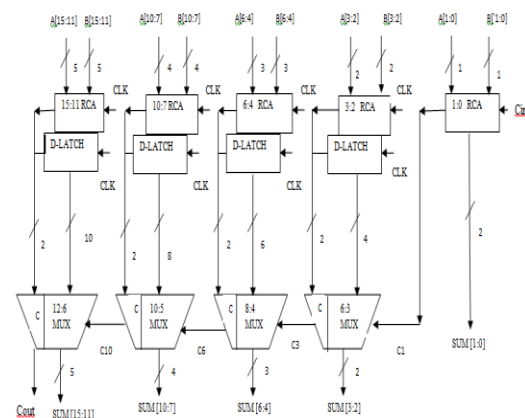 A[15:11] B[15:11] A[10:7] B[10:7] A[6:4] B[6:4] A[3:2] B[3:2] A[1:0] B[1:0]
5 5 4 4 3 3 2 2 1 1
CLK CLK CLK CLK
15:11 RCA 10:7 RCA 6:4 RCA 3:2 RCA 1:0 RCA
D-LATCH D-LATCH D-LATCH D-LATCH
CLK CLK CLK CLK
2 10 2 8 2 6 2 4 2
C 12:6 MUX C 10:5 MUX C 8:4 MUX C 6:3 MUX
C10 C6 C3 C1
5 4 3 2
Cout SUM[15:11] SUM[10:7] SUM[6:4] SUM[3:2] SUM [1:0]